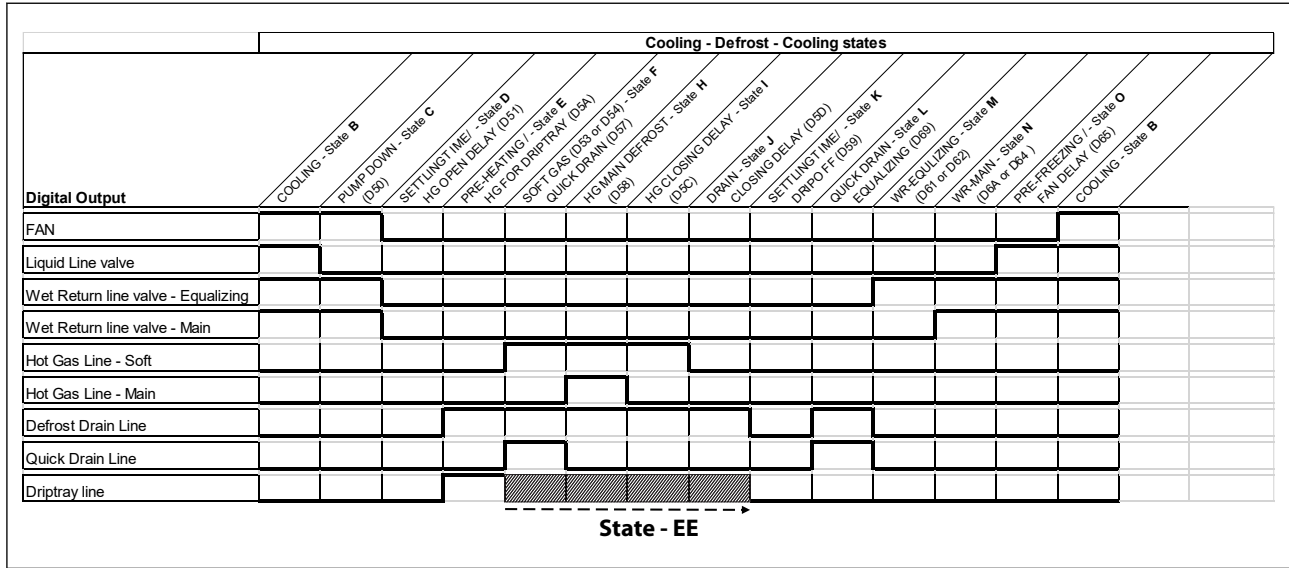 Cooling - Defrost - Cooling states
Digital Output
COOLING - State B
PUMP DOWN - State C
(D50)
SETTLINGTIME/ - State D
HG OPEN DELAY (D51)
PRE-HEATING / - State E
HG FOR DRIPTRAY (D5A)
SOFT GAS (D53 or D54) - State F
QUICK DRAIN (D57)
HG MAIN DEFROST - State H
(D58)
HG CLOSING DELAY - State I
(D5C)
DRAIN - State J
CLOSING DELAY (D5D)
SETTLINGTIME/ - State K
DRIPO FF (D59)
QUICK DRAIN - State L
EQUALIZING (D69)
WR-EQULIZING - State M
(D61 or D62)
WR-MAIN - State N
(D6A or D64 )
PRE-FREEZING / - State O
FAN DELAY (D65)
COOLING - State B
FAN
Liquid Line valve
Wet Return line valve - Equalizing
Wet Return line valve - Main
Hot Gas Line - Soft
Hot Gas Line - Main
Defrost Drain Line
Quick Drain Line
Driptray line
State - EE